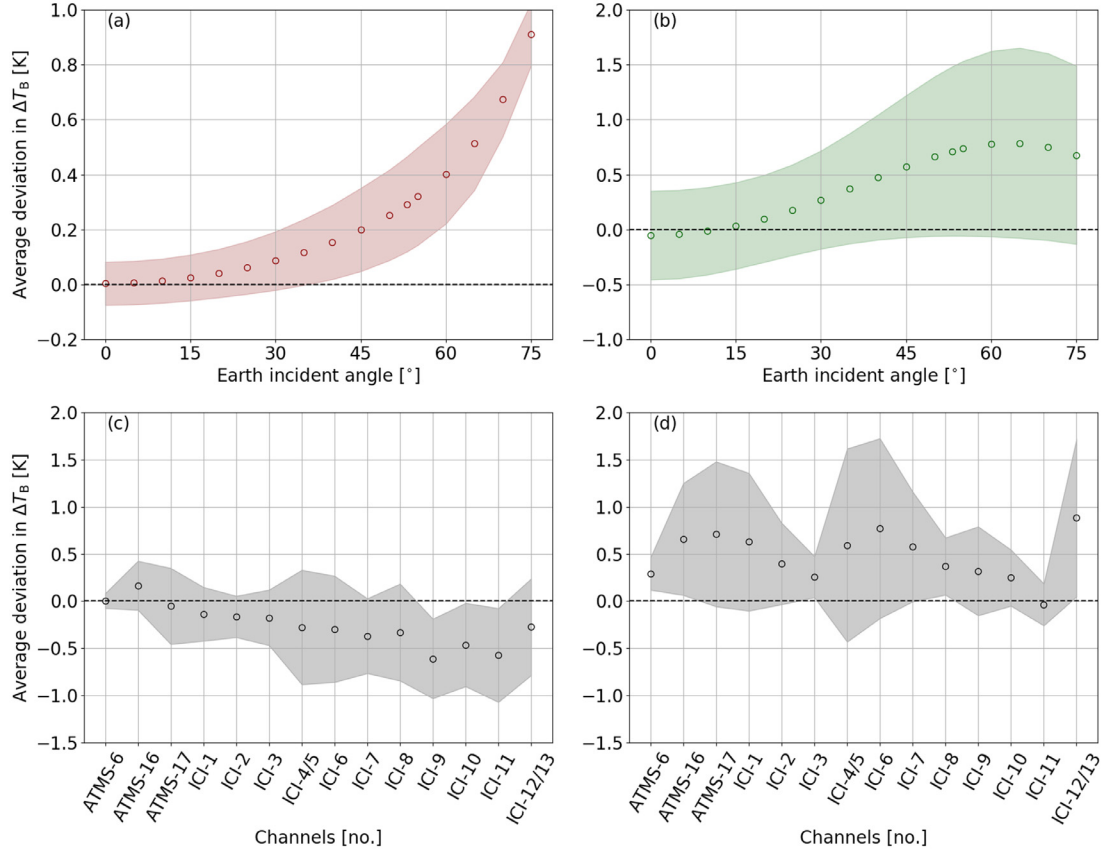 (a)
Average deviation in ΔT_B [K]
1.0
0.8
0.6
0.4
0.2
0.0
−0.2
0 15 30 45 60 75
Earth incident angle [°]
(b)
2.0
1.5
1.0
0.5
0.0
−0.5
−1.0
0 15 30 45 60 75
Earth incident angle [°]
(c)
Average deviation in ΔT_B [K]
2.0
1.5
1.0
0.5
0.0
−0.5
−1.0
−1.5
ATMS-6 ATMS-16 ATMS-17 ICI-1 ICI-2 ICI-3 ICI-4/5 ICI-6 ICI-7 ICI-8 ICI-9 ICI-10 ICI-11 ICI-12/13
Channels [no.]
(d)
2.0
1.5
1.0
0.5
0.0
−0.5
−1.0
−1.5
ATMS-6 ATMS-16 ATMS-17 ICI-1 ICI-2 ICI-3 ICI-4/5 ICI-6 ICI-7 ICI-8 ICI-9 ICI-10 ICI-11 ICI-12/13
Channels [no.]